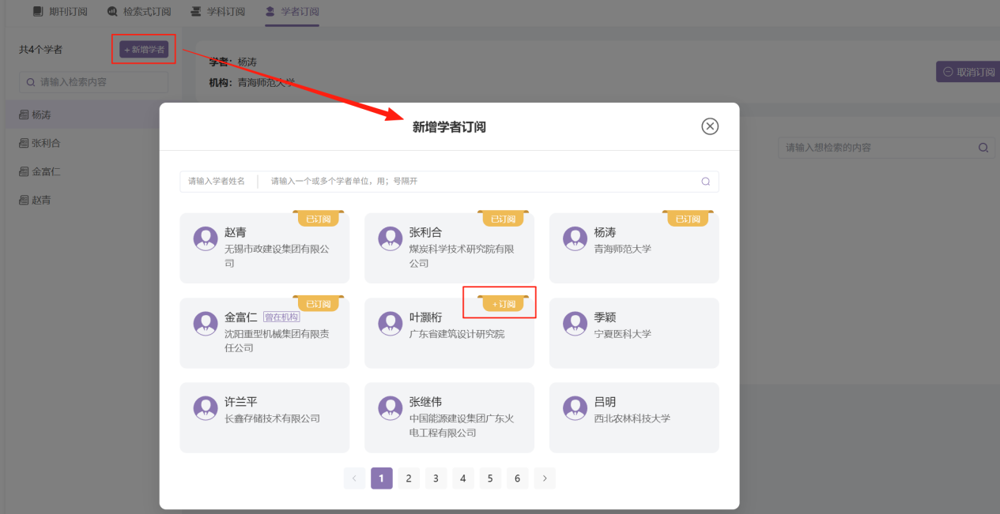 期刊订阅 检索式订阅 学科订阅 学者订阅
共4个学者 +新增学者
请输入检索内容
杨涛
张利合
金富仁
赵青
学者：杨涛
机构：青海师范大学
取消订阅
请输入想检索的内容
新增学者订阅
请输入学者姓名 请输入一个或多个学者单位，用；号隔开
已订阅
赵青
无锡市政建设集团有限公
司
已订阅
张利合
煤炭科学技术研究院有限
公司
已订阅
杨涛
青海师范大学
已订阅
金富仁 曾在机构
沈阳重型机械集团有限责
任公司
+订阅
叶灏桁
广东省建筑设计研究院
季颖
宁夏医科大学
许兰平
长鑫存储技术有限公司
张继伟
中国能源建设集团广东火
电工程有限公司
吕明
西北农林科技大学
< 1 2 3 4 5 6 >